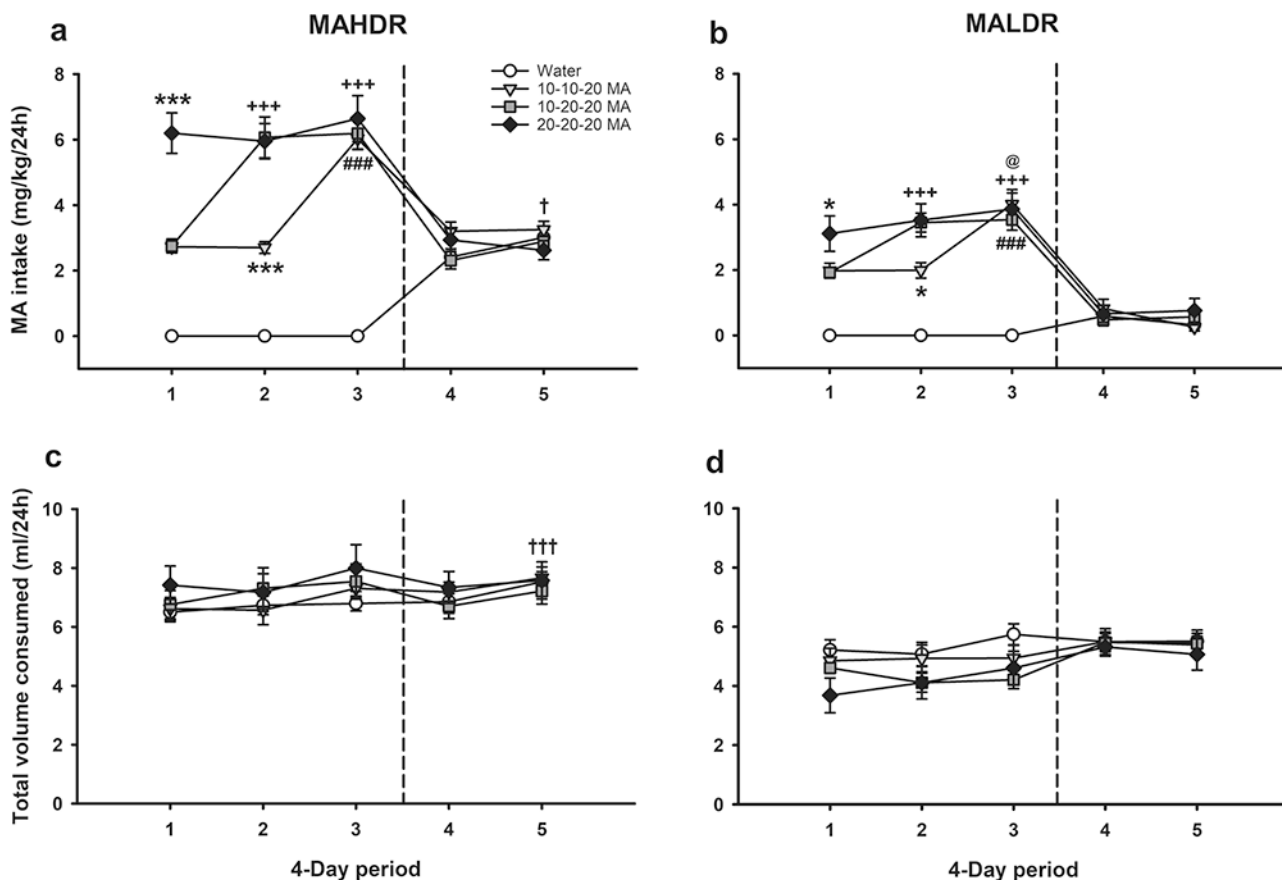 a
MAHDR
b
MALDR
MA intake (mg/kg/24h)
8
6
4
2
0
***
+++
+++
###
***
†
Water
10-10-20 MA
10-20-20 MA
20-20-20 MA
1 2 3 4 5
8
6
4
2
0
*
+++
@
+++
###
*
1 2 3 4 5
c
d
Total volume consumed (ml/24h)
10
8
6
4
2
0
†††
1 2 3 4 5
4-Day period
10
8
6
4
2
0
1 2 3 4 5
4-Day period